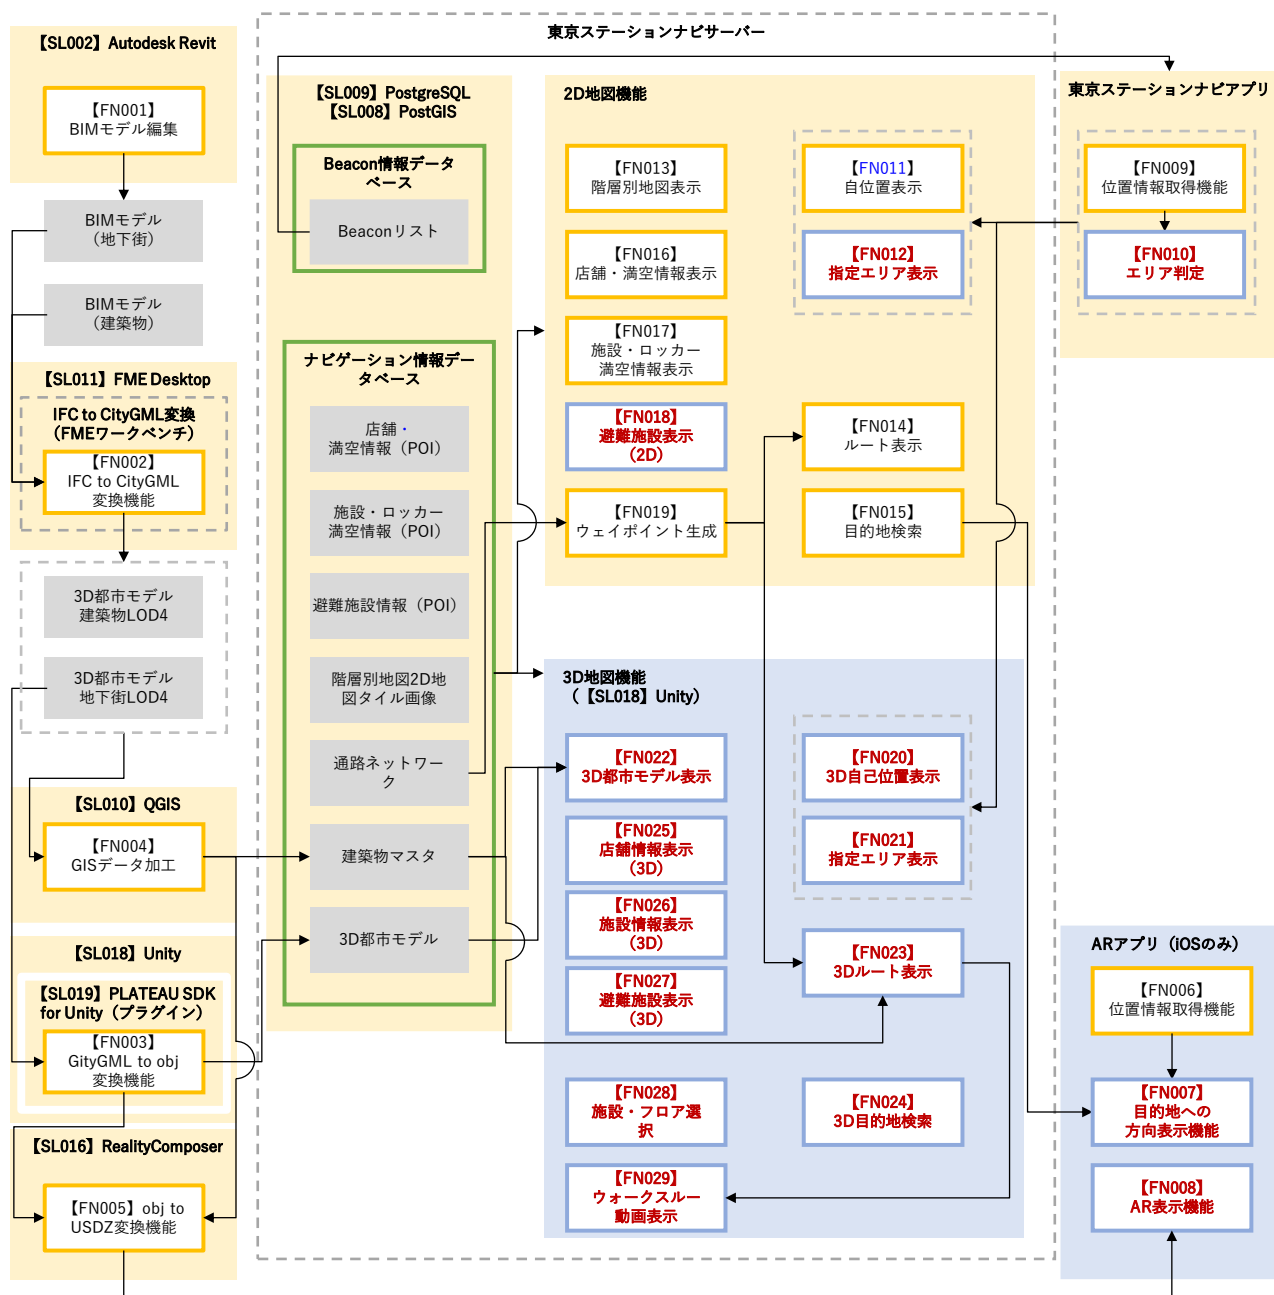 【SL002】Autodesk Revit
【FN001】
BIMモデル編集
BIMモデル
（地下街）
BIMモデル
（建築物）
【SL011】FME Desktop
IFC to CityGML変換
（FMEワークベンチ）
【FN002】
IFC to CityGML
変換機能
3D都市モデル
建築物LOD4
3D都市モデル
地下街LOD4
【SL010】QGIS
【FN004】
GISデータ加工
【SL018】Unity
【SL019】PLATEAU SDK
for Unity（プラグイン）
【FN003】
GityGML to obj
変換機能
【SL016】RealityComposer
【FN005】obj to
USDZ変換機能
東京ステーションナビサーバー
【SL009】PostgreSQL
【SL008】PostGIS
Beacon情報データ
ベース
Beaconリスト
ナビゲーション情報デー
タベース
店舗・
満空情報（POI）
施設・ロッカー
満空情報（POI）
避難施設情報（POI）
階層別地図2D地
図タイル画像
通路ネットワー
ク
建築物マスタ
3D都市モデル
2D地図機能
【FN013】
階層別地図表示
【FN016】
店舗・満空情報表示
【FN017】
施設・ロッカー
満空情報表示
【FN018】
避難施設表示
（2D）
【FN019】
ウェイポイント生成
【FN011】
自位置表示
【FN012】
指定エリア表示
【FN014】
ルート表示
【FN015】
目的地検索
3D地図機能
（【SL018】Unity）
【FN022】
3D都市モデル表示
【FN025】
店舗情報表示
（3D）
【FN026】
施設情報表示
（3D）
【FN027】
避難施設表示
（3D）
【FN028】
施設・フロア選
択
【FN029】
ウォークスルー
動画表示
【FN020】
3D自己位置表示
【FN021】
指定エリア表示
【FN023】
3Dルート表示
【FN024】
3D目的地検索
東京ステーションナビアプリ
【FN009】
位置情報取得機能
【FN010】
エリア判定
ARアプリ（iOSのみ）
【FN006】
位置情報取得機能
【FN007】
目的地への
方向表示機能
【FN008】
AR表示機能